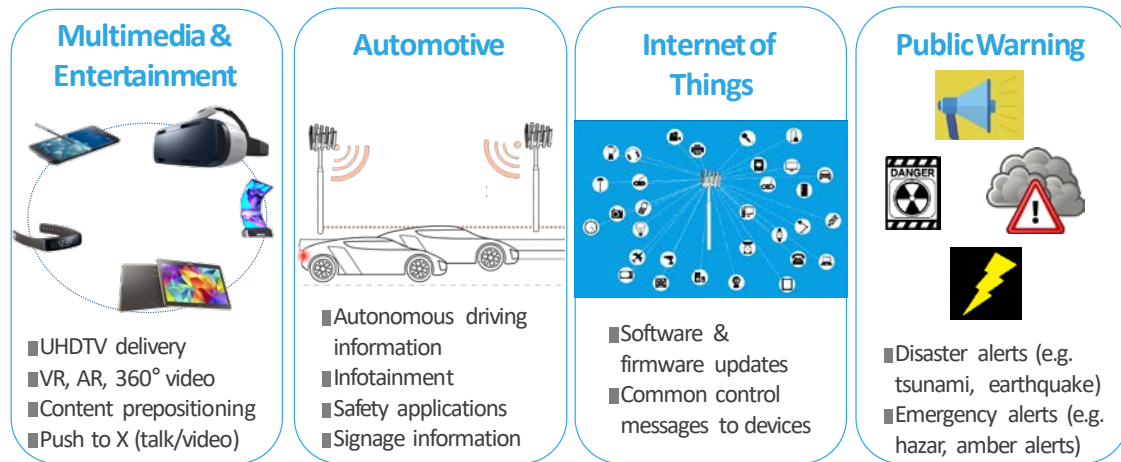 Multimedia &
Entertainment
UHDTV delivery
VR, AR, 360° video
Content prepositioning
Push to X (talk/video)
Automotive
Autonomous driving
information
Infotainment
Safety applications
Signage information
Internet of
Things
Software &
firmware updates
Common control
messages to devices
Public Warning
DANGER
!
Disaster alerts (e.g.
tsunami, earthquake)
Emergency alerts (e.g.
hazar, amber alerts)